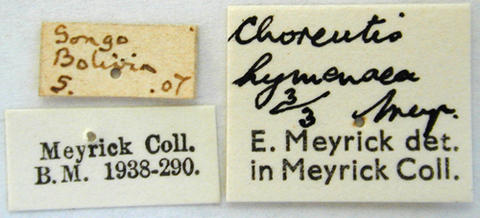 Songo
Bolivia
5. .07
Meyrick Coll.
B.M. 1938-290.
Choreutis
hymenaea
3/3 Meyr.
E. Meyrick det.
in Meyrick Coll.